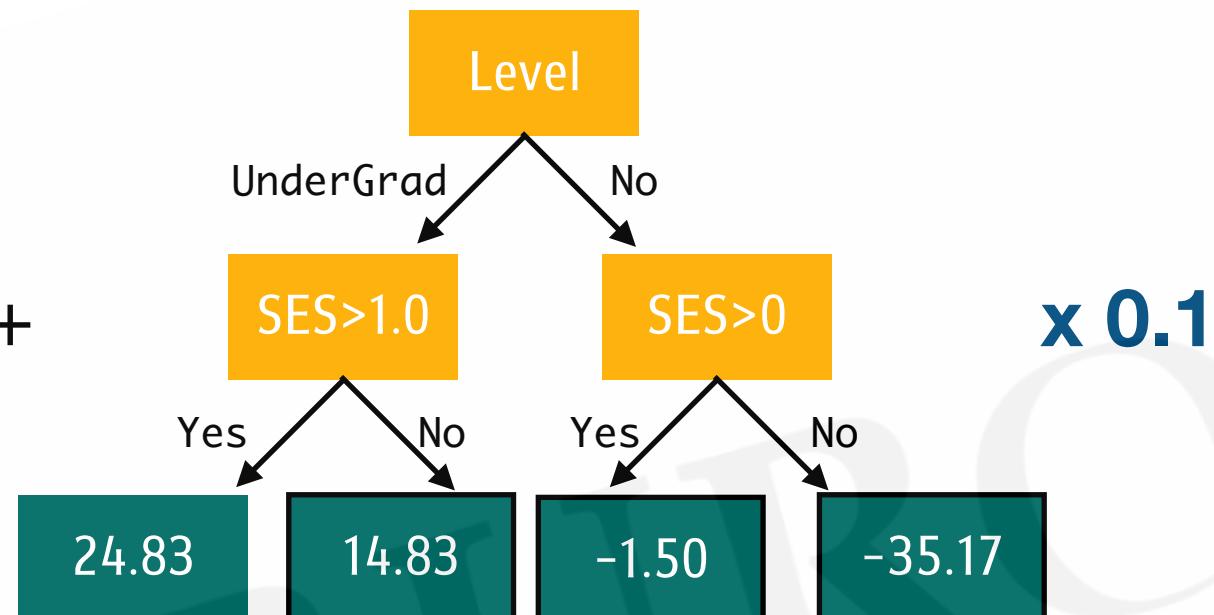 Level
UnderGrad No
+ SES>1.0 SES>0 x 0.1
Yes No Yes No
24.83 14.83 -1.50 -35.17